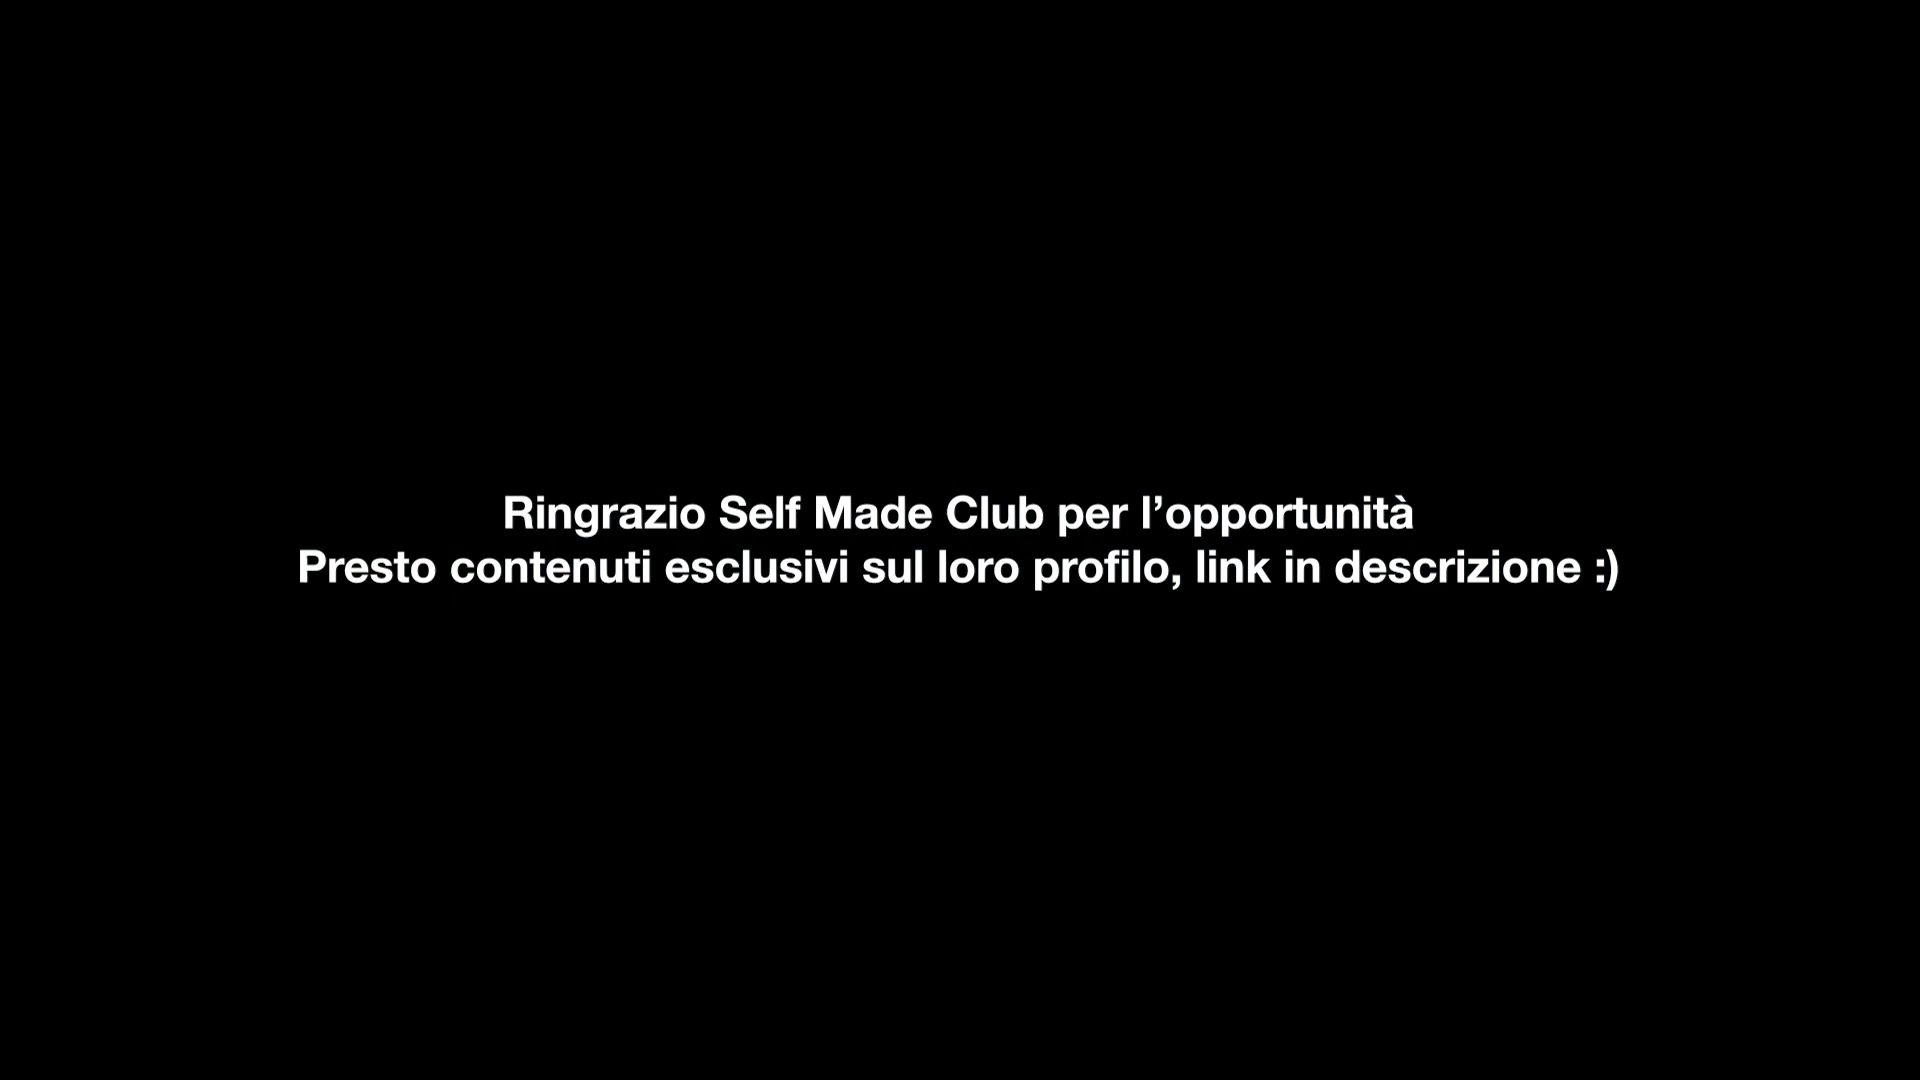 Ringrazio Self Made Club per l’opportunità
Presto contenuti esclusivi sul loro profilo, link in descrizione :)